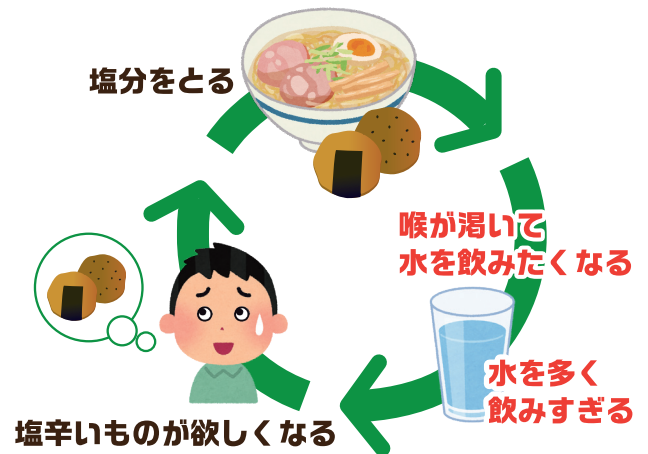 塩分をとる
喉が渇いて
水を飲みたくなる
水を多く
飲みすぎる
塩辛いものが欲しくなる